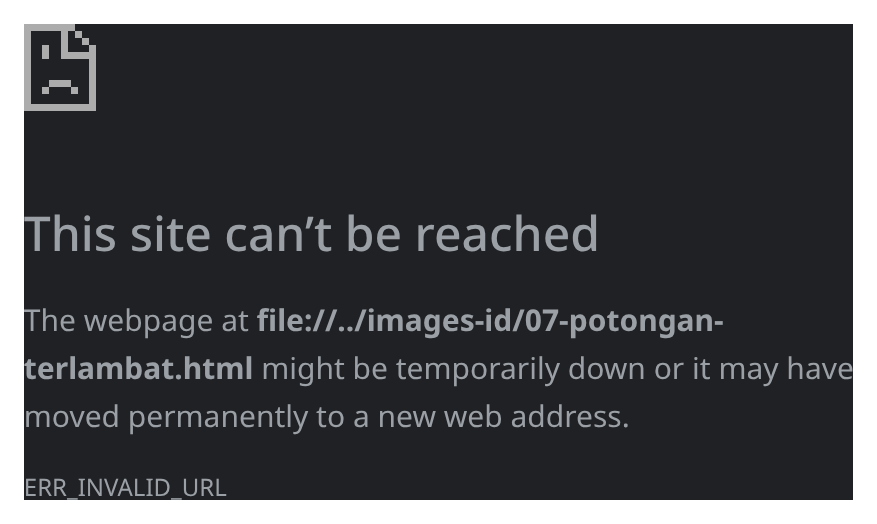 This site can’t be reached
The webpage at file://../images-id/07-potongan-
terlambat.html might be temporarily down or it may have
moved permanently to a new web address.
ERR_INVALID_URL